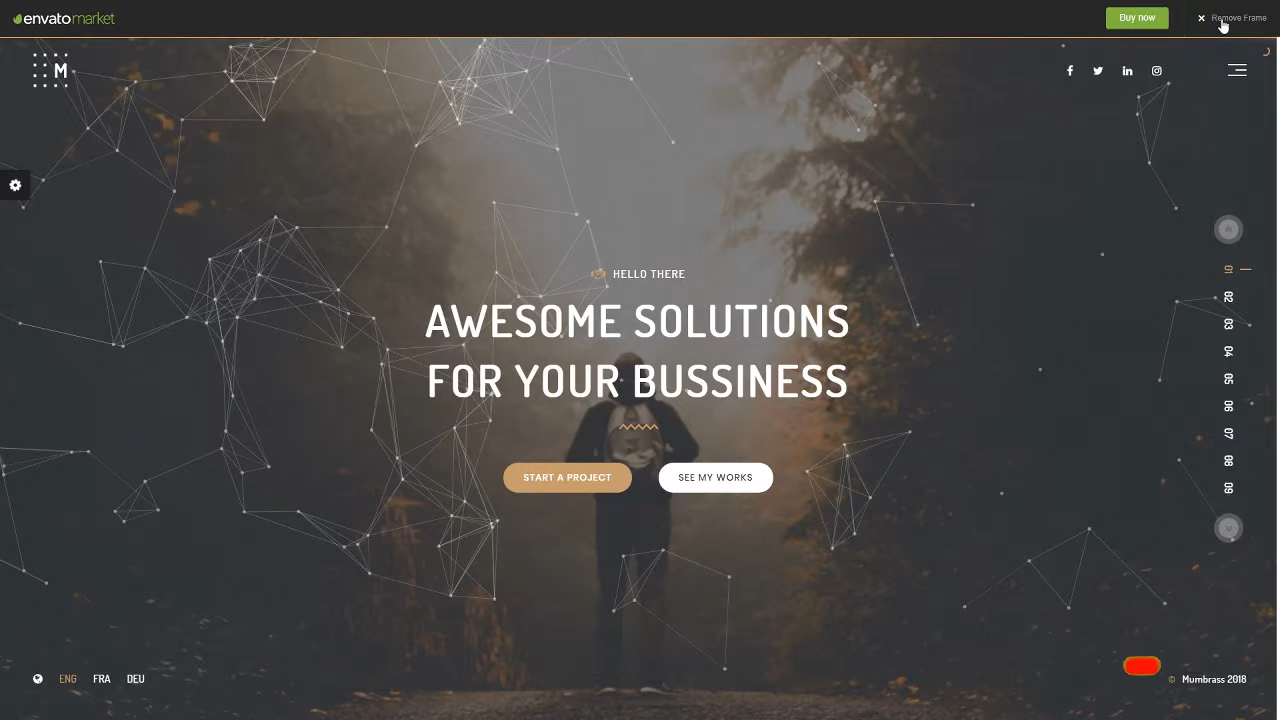 envatomarket
Buy now
Remove Frame
M
HELLO THERE
AWESOME SOLUTIONS
FOR YOUR BUSSINESS
START A PROJECT
SEE MY WORKS
01
02
03
04
05
06
07
08
09
ENG FRA DEU
© Mumbrass 2018